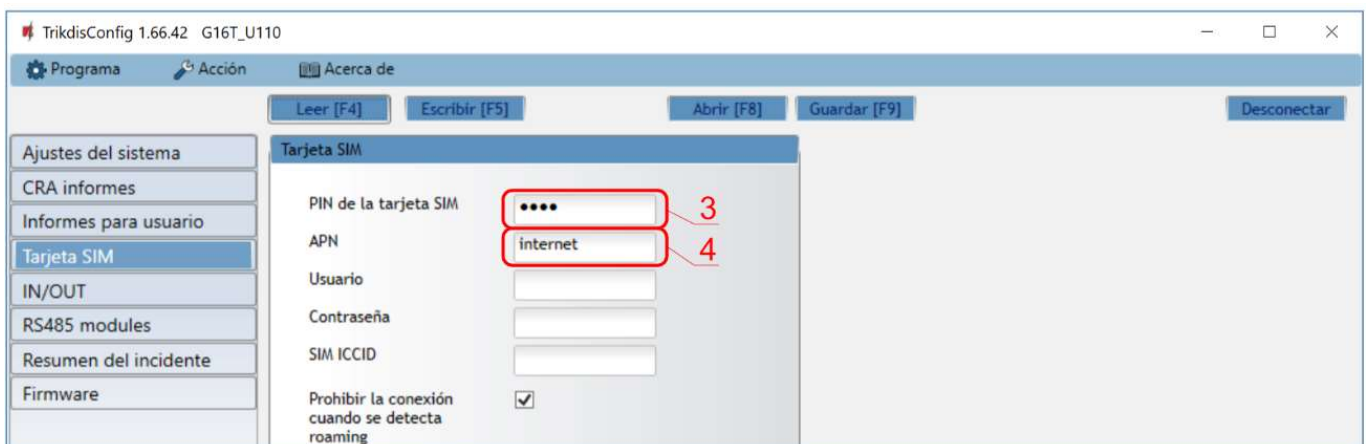 TrikdisConfig 1.66.42 G16T_U110
Programa Acción Acerca de
Leer [F4] Escribir [F5] Abrir [F8] Guardar [F9] Desconectar
Ajustes del sistema
CRA informes
Informes para usuario
Tarjeta SIM
IN/OUT
RS485 modules
Resumen del incidente
Firmware
Tarjeta SIM
PIN de la tarjeta SIM •••• 3
APN internet 4
Usuario
Contraseña
SIM ICCID
Prohibir la conexión
cuando se detecta
roaming